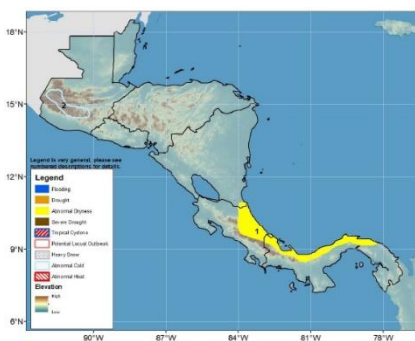 18°N
15°N
12°N
9°N
6°N
2
1
Legend is very general, please see
numbered descriptions for details.
Legend
Flooding
Drought
Abnormal Dryness
Severe Drought
Tropical Cyclone
Potential Locust Outbreak
Heavy Snow
Abnormal Cold
Abnormal Heat
Elevation
High
Low
90°W
87°W
84°W
81°W
78°W